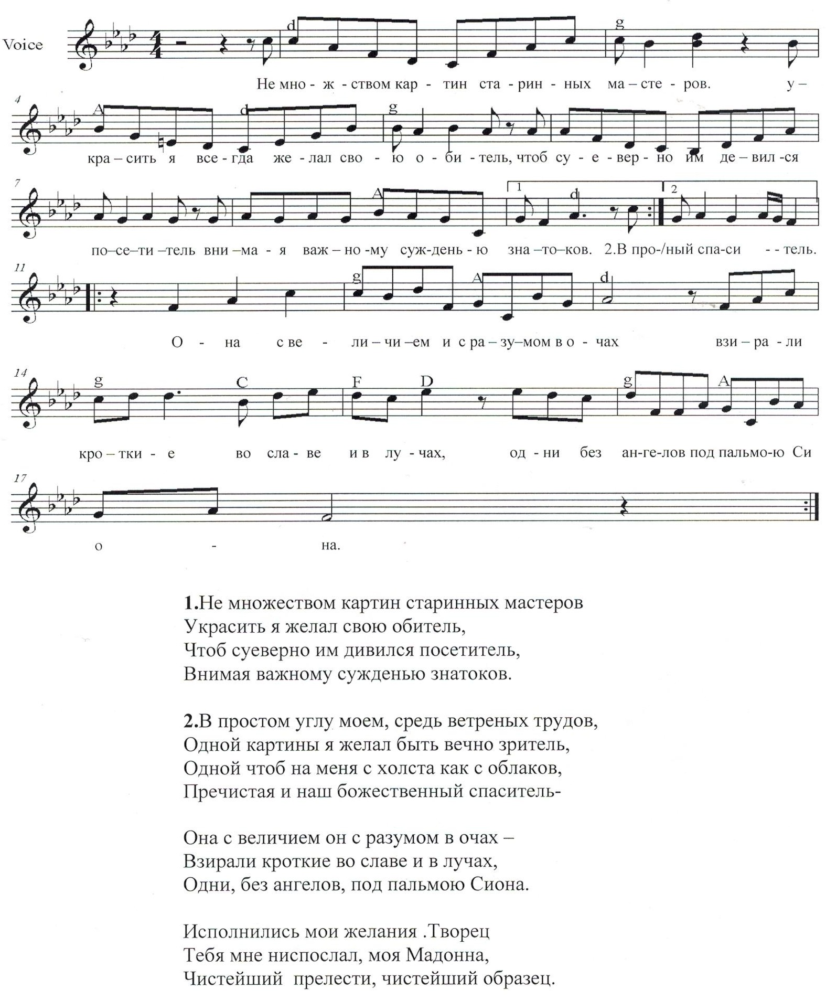 Voice
d g
Не мно - ж - ством кар - тин ста - рин - ных ма – сте - ров. у –
4
A d g
кра – сить я все - гда же - лал сво - ю о - би - тель, чтоб су - е - вер - но им де – вил -ся
7
A 1 d 2
по–се–ти –тель вни –ма - я важ – но -му суж-день - ю зна –то–ков. 2.В про-/ный спа-си - - тель.
11
g A d
О - на с ве - ли – чи –ем и с ра – зу–мом в о - чах взи – ра - ли
14
g C F D g A
кро – тки - е во сла - ве и в лу - чах, од - ни без ан-ге-лов под пальмо-ю Си
17
о - на.
1.Не множеством картин старинных мастеров
Украсить я желал свою обитель,
Чтоб суеверно им дивился посетитель,
Внимая важному сужденью знатоков.
2.В простом углу моем, средь ветреных трудов,
Одной картины я желал быть вечно зритель,
Одной чтоб на меня с холста как с облаков,
Пречистая и наш божественный спаситель-
Она с величием он с разумом в очах –
Взирали кроткие во славе и в лучах,
Одни, без ангелов, под пальмою Сиона.
Исполнились мои желания .Творец
Тебя мне ниспослал, моя Мадонна,
Чистейший прелести, чистейший образец.